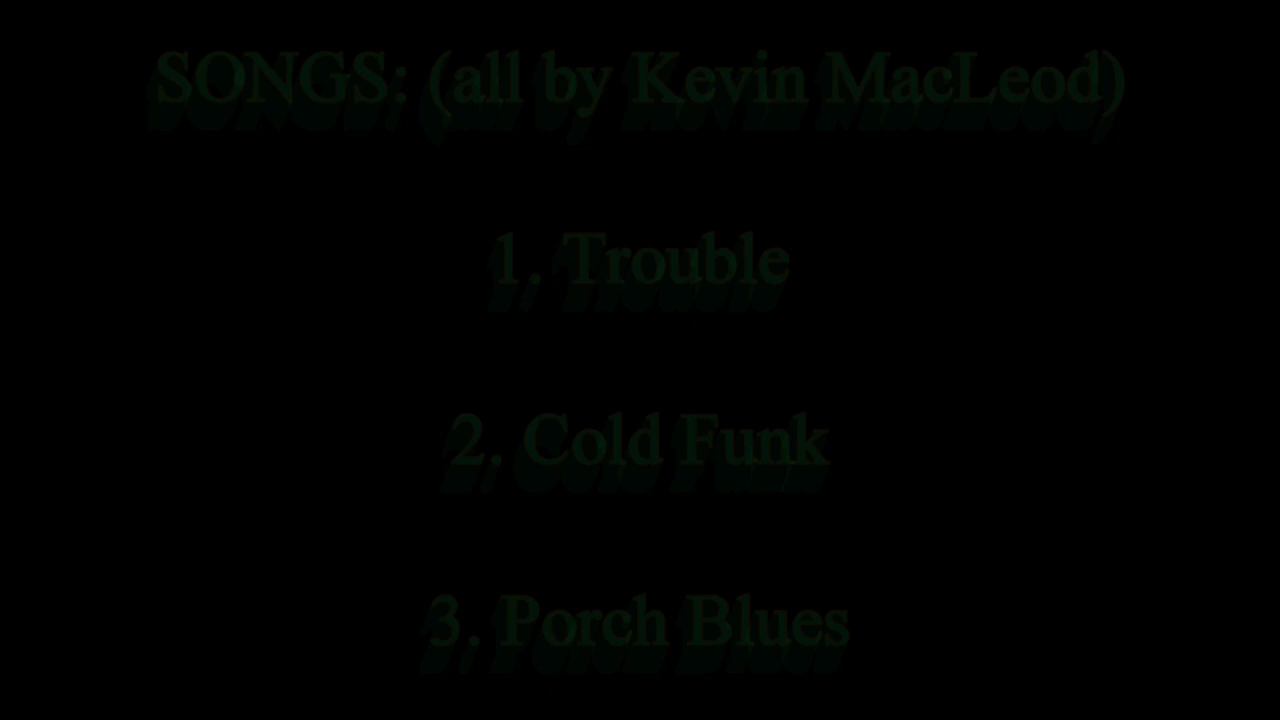 SONGS: (all by Kevin MacLeod)
1. Trouble
2. Cold Funk
3. Porch Blues